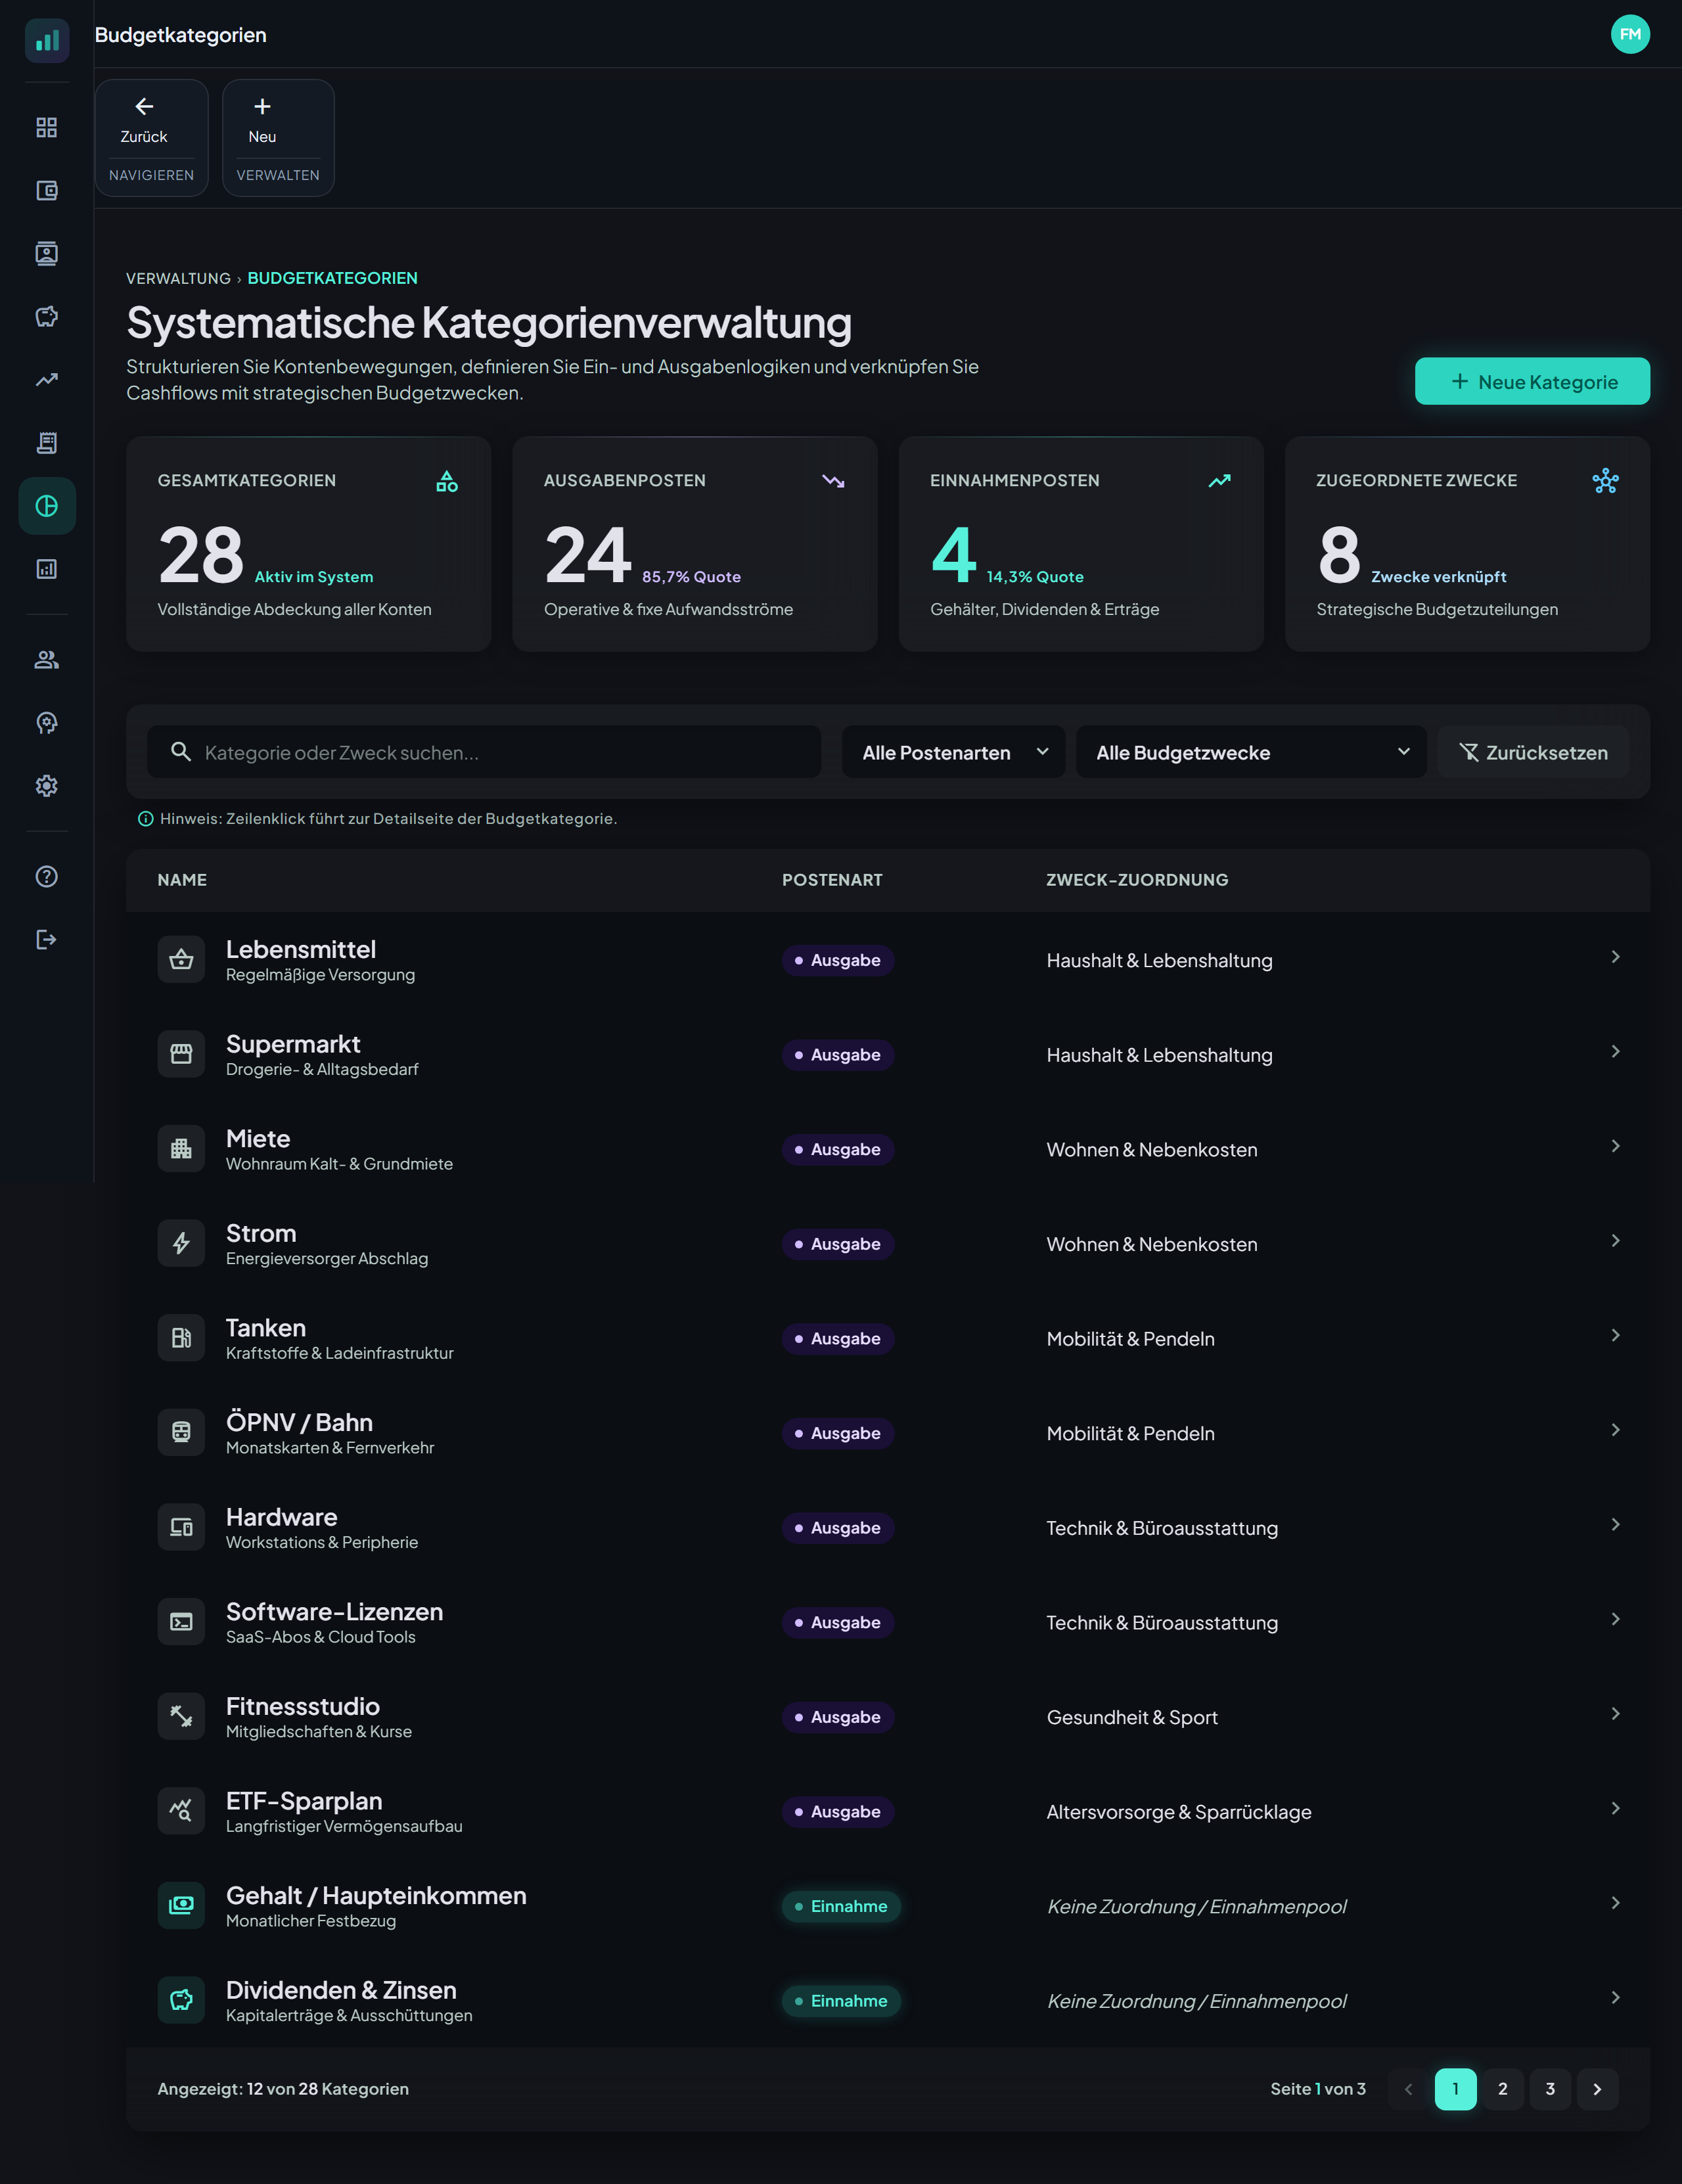 Budgetkategorien
FM
Zurück
NAVIGIEREN
Neu
VERWALTEN
VERWALTUNG › BUDGETKATEGORIEN
Systematische Kategorienverwaltung
Strukturieren Sie Kontenbewegungen, definieren Sie Ein- und Ausgabenlogiken und verknüpfen Sie
Cashflows mit strategischen Budgetzwecken.
+ Neue Kategorie
GESAMTKATEGORIEN
28 Aktiv im System
Vollständige Abdeckung aller Konten
AUSGABENPOSTEN
24 85,7% Quote
Operative & fixe Aufwandsströme
EINNAHMENPOSTEN
4 14,3% Quote
Gehälter, Dividenden & Erträge
ZUGEORDNETE ZWECKE
8 Zwecke verknüpft
Strategische Budgetzuteilungen
Kategorie oder Zweck suchen...
Alle Postenarten
Alle Budgetzwecke
Zurücksetzen
Hinweis: Zeilenklick führt zur Detailseite der Budgetkategorie.
NAME POSTENART ZWECK-ZUORDNUNG
Lebensmittel
Regelmäßige Versorgung
Ausgabe
Haushalt & Lebenshaltung
Supermarkt
Drogerie- & Alltagsbedarf
Ausgabe
Haushalt & Lebenshaltung
Miete
Wohnraum Kalt- & Grundmiete
Ausgabe
Wohnen & Nebenkosten
Strom
Energieversorger Abschlag
Ausgabe
Wohnen & Nebenkosten
Tanken
Kraftstoffe & Ladeinfrastruktur
Ausgabe
Mobilität & Pendeln
ÖPNV / Bahn
Monatskarten & Fernverkehr
Ausgabe
Mobilität & Pendeln
Hardware
Workstations & Peripherie
Ausgabe
Technik & Büroausstattung
Software-Lizenzen
SaaS-Abos & Cloud Tools
Ausgabe
Technik & Büroausstattung
Fitnessstudio
Mitgliedschaften & Kurse
Ausgabe
Gesundheit & Sport
ETF-Sparplan
Langfristiger Vermögensaufbau
Ausgabe
Altersvorsorge & Sparrücklage
Gehalt / Haupteinkommen
Monatlicher Festbezug
Einnahme
Keine Zuordnung / Einnahmenpool
Dividenden & Zinsen
Kapitalerträge & Ausschüttungen
Einnahme
Keine Zuordnung / Einnahmenpool
Angezeigt: 12 von 28 Kategorien
Seite 1 von 3
1 2 3